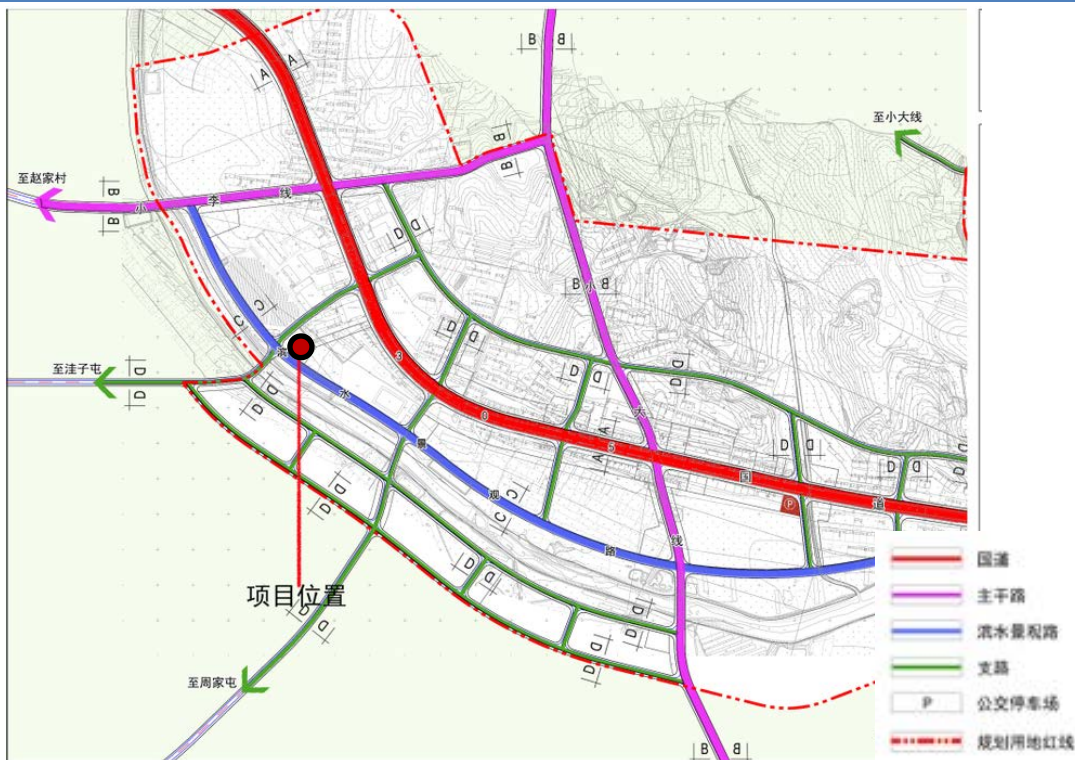 B B
A A
至小大线
B
B
至赵家村
B
B
小 李 线
D D
B 小 B
C C
滨
3
D D
至洼子屯
D
D
D D
水
0
D D
D D
大
A
A
5
景
D D
D D
D
国
P
道
观
C C
线
路
D D
项目位置
D D
D D
D
D
D
D
至周家屯
B B
国道
主干路
滨水景观路
支路
P 公交停车场
规划用地红线